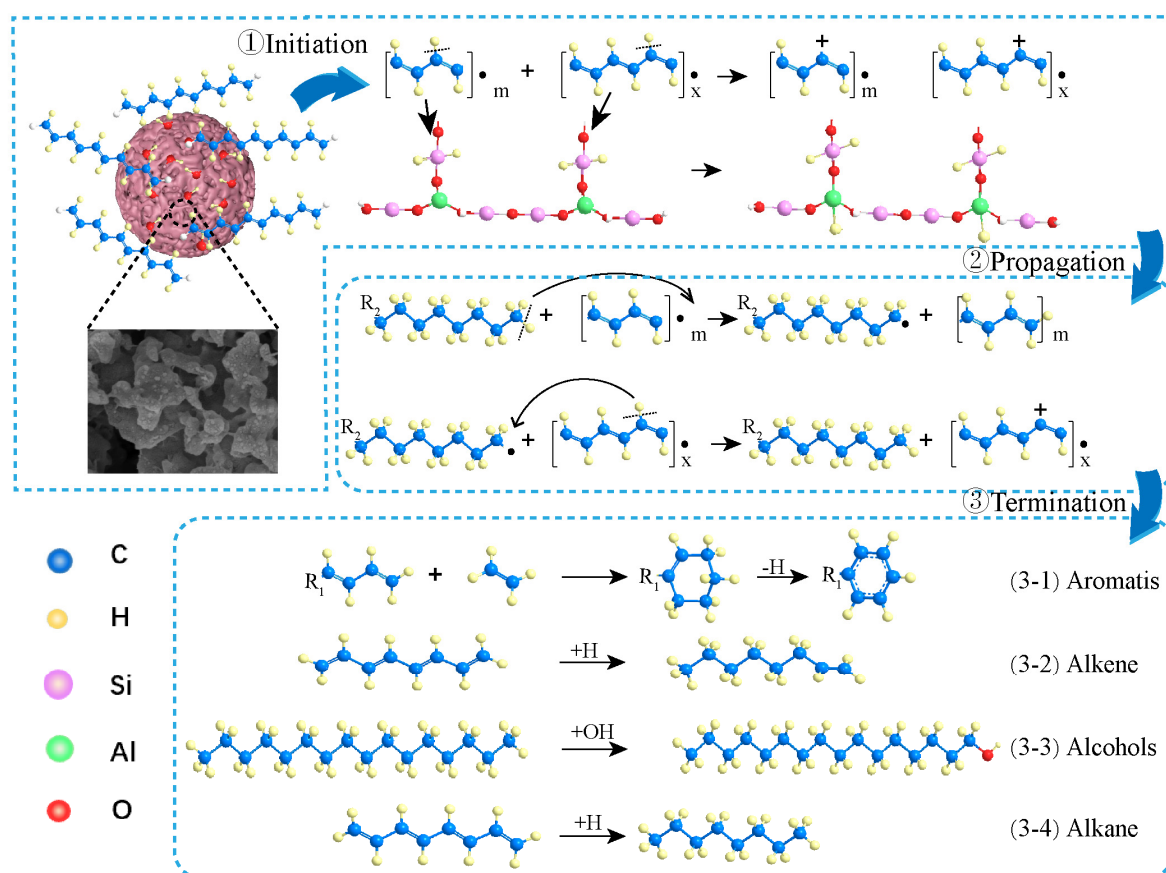 ①Initiation
+
+
+
m
x
m
x
②Propagation
R2
+
m
R2
+
m
R2
+
x
R2
+
+
x
③Termination
C
H
Si
Al
O
R1
+
R1
-H
R1
(3-1) Aromatis
+H
(3-2) Alkene
+OH
(3-3) Alcohols
+H
(3-4) Alkane